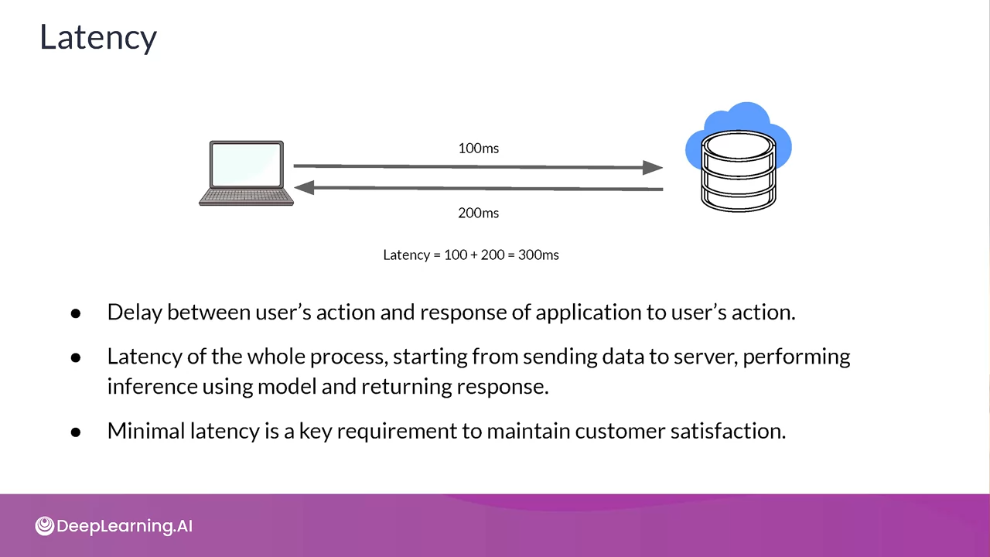 Latency
100ms
200ms
Latency = 100 + 200 = 300ms
● Delay between user's action and response of application to user's action.
● Latency of the whole process, starting from sending data to server, performing
inference using model and returning response.
● Minimal latency is a key requirement to maintain customer satisfaction.
DeepLearning.AI